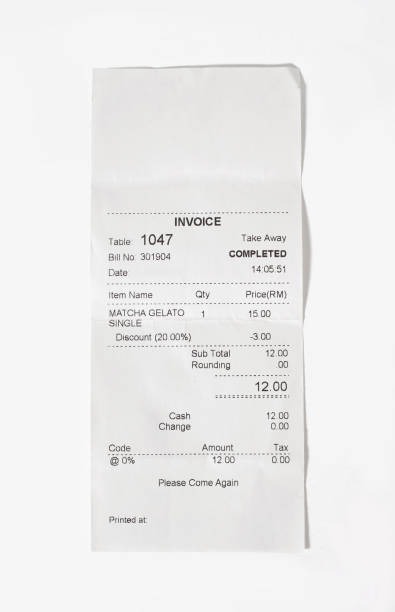 INVOICE
Table: 1047 Take Away
Bill No: 301904 COMPLETED
Date: 14:05:51
Item Name Qty Price(RM)
MATCHA GELATO 1 15.00
SINGLE
Discount (20.00%) -3.00
Sub Total 12.00
Rounding .00
12.00
Cash 12.00
Change 0.00
Code Amount Tax
@ 0% 12.00 0.00
Please Come Again
Printed at: